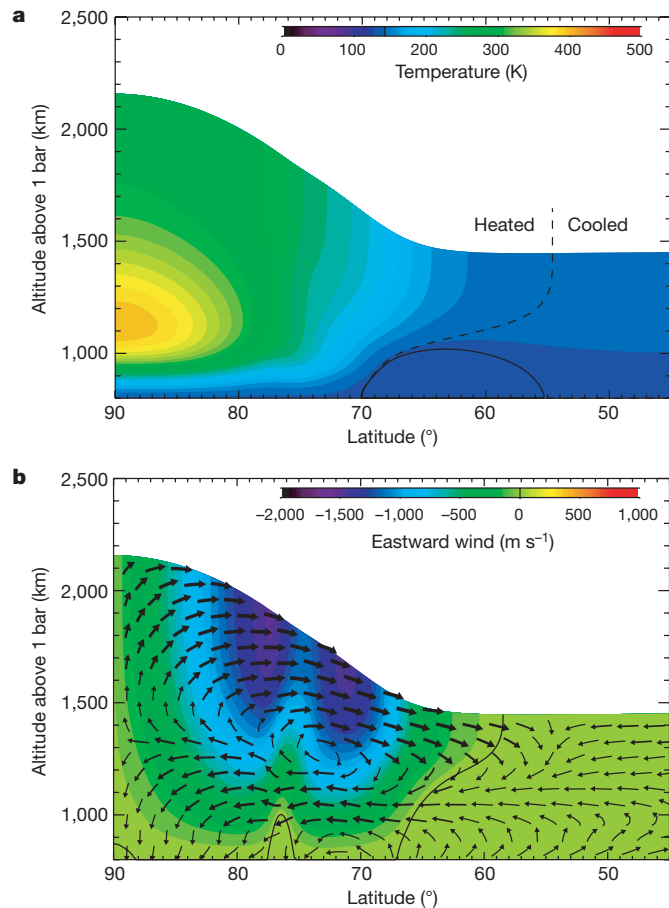 a
2,500
2,000
1,500
1,000
Altitude above 1 bar (km)
0 100 200 300 400 500
Temperature (K)
Heated Cooled
90 80 70 60 50
Latitude (°)
b
2,500
2,000
1,500
1,000
Altitude above 1 bar (km)
−2,000 −1,500 −1,000 −500 0 500 1,000
Eastward wind (m s⁻¹)
90 80 70 60 50
Latitude (°)